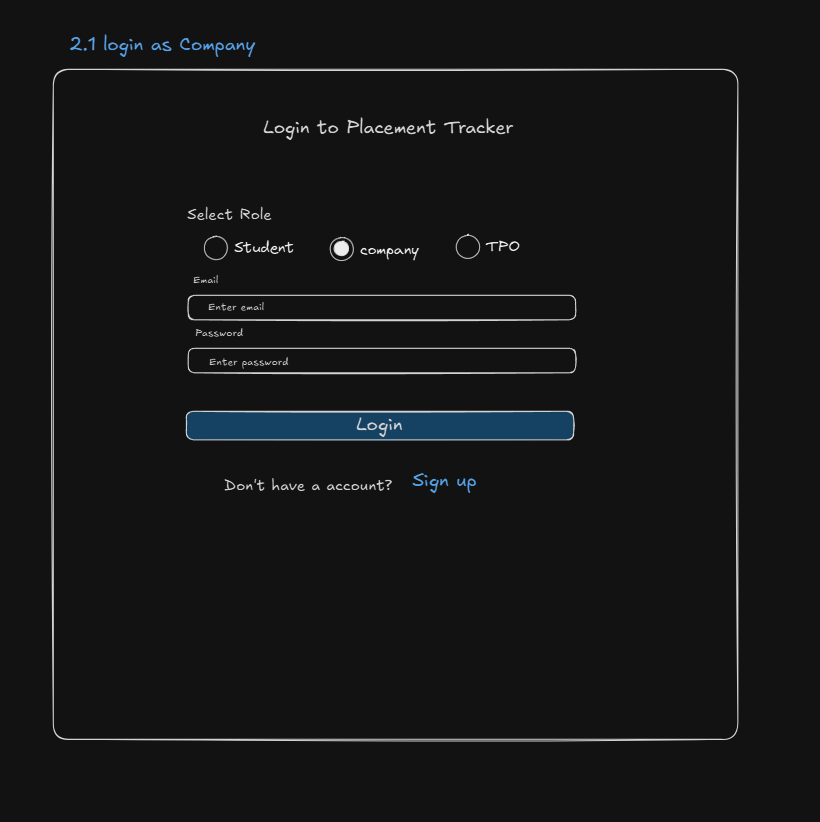 2.1 login as Company
Login to Placement Tracker
Select Role
Student company TPO
Email
Enter email
Password
Enter password
Login
Don't have a account? Sign up